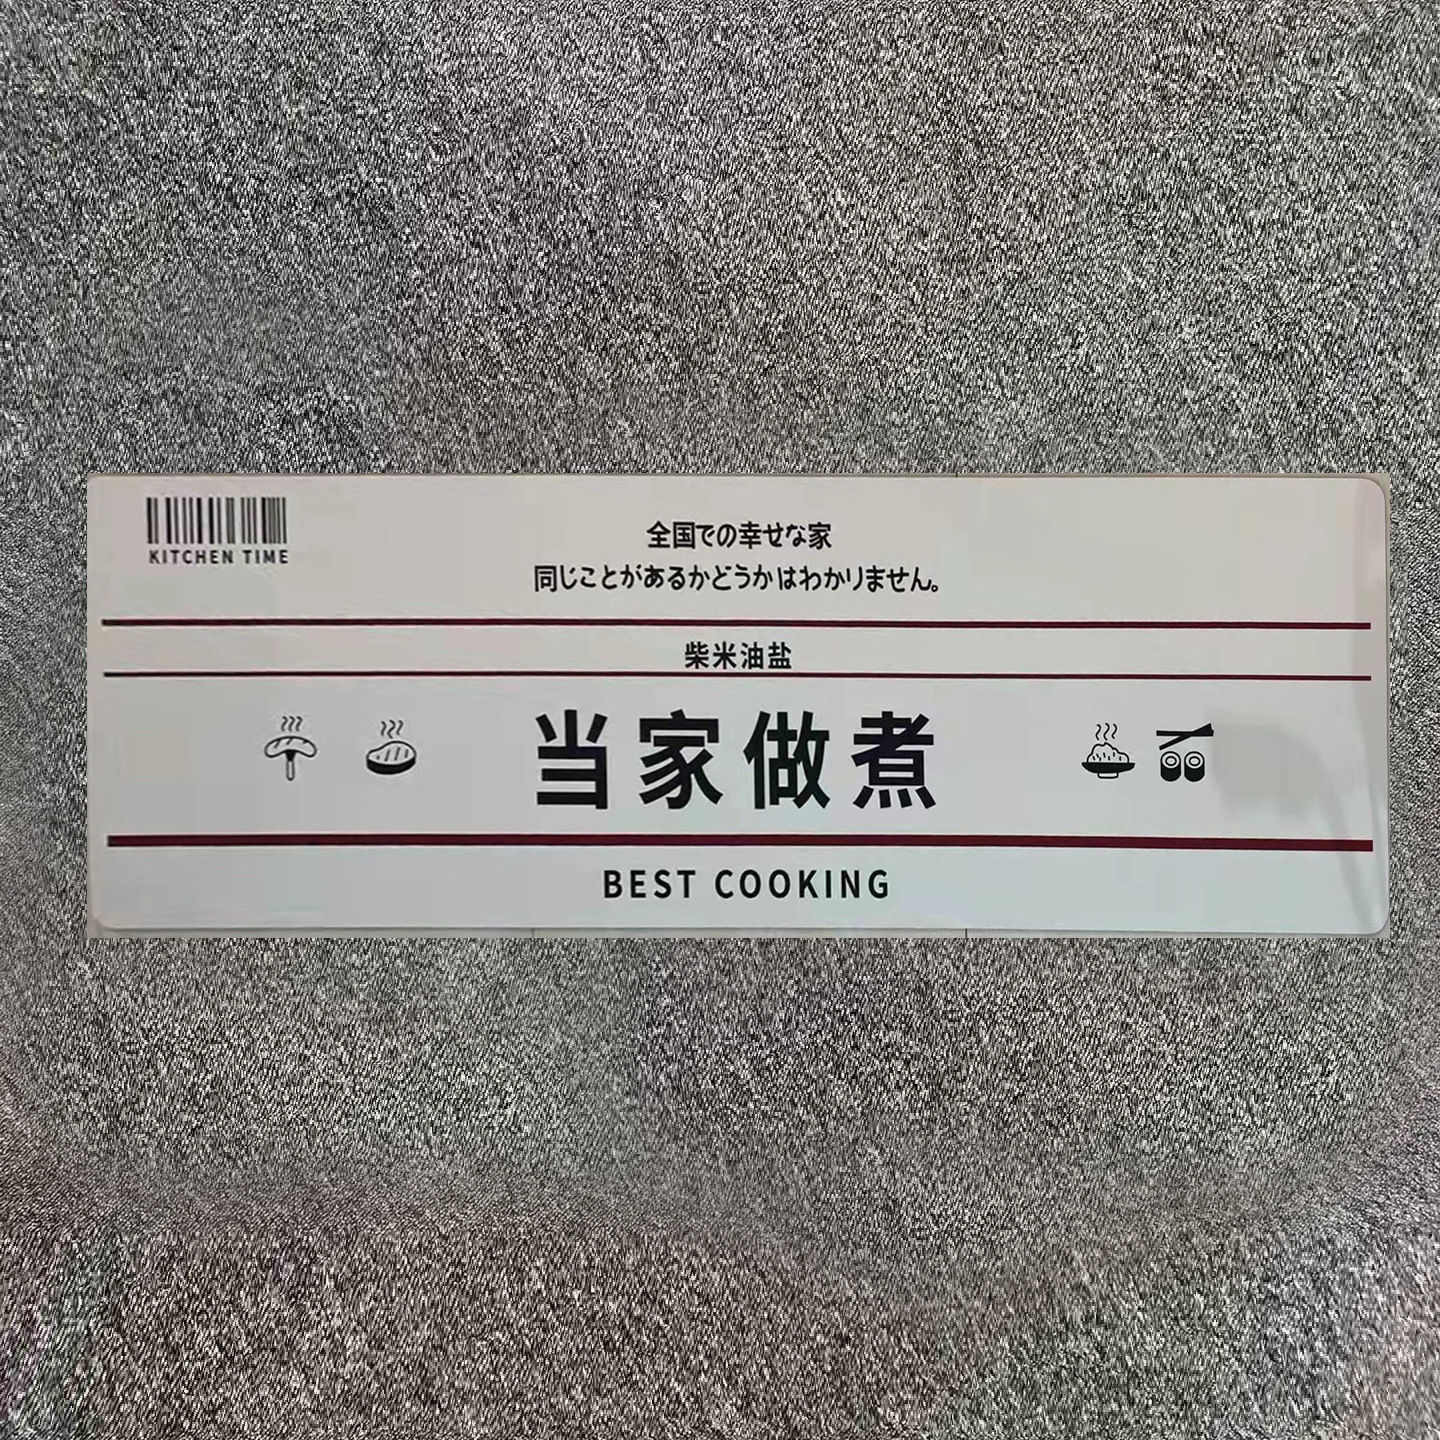 KITCHEN TIME
全国での幸せな家
同じことがあるかどうかはわかりません。
柴米油盐
当家做煮
BEST COOKING